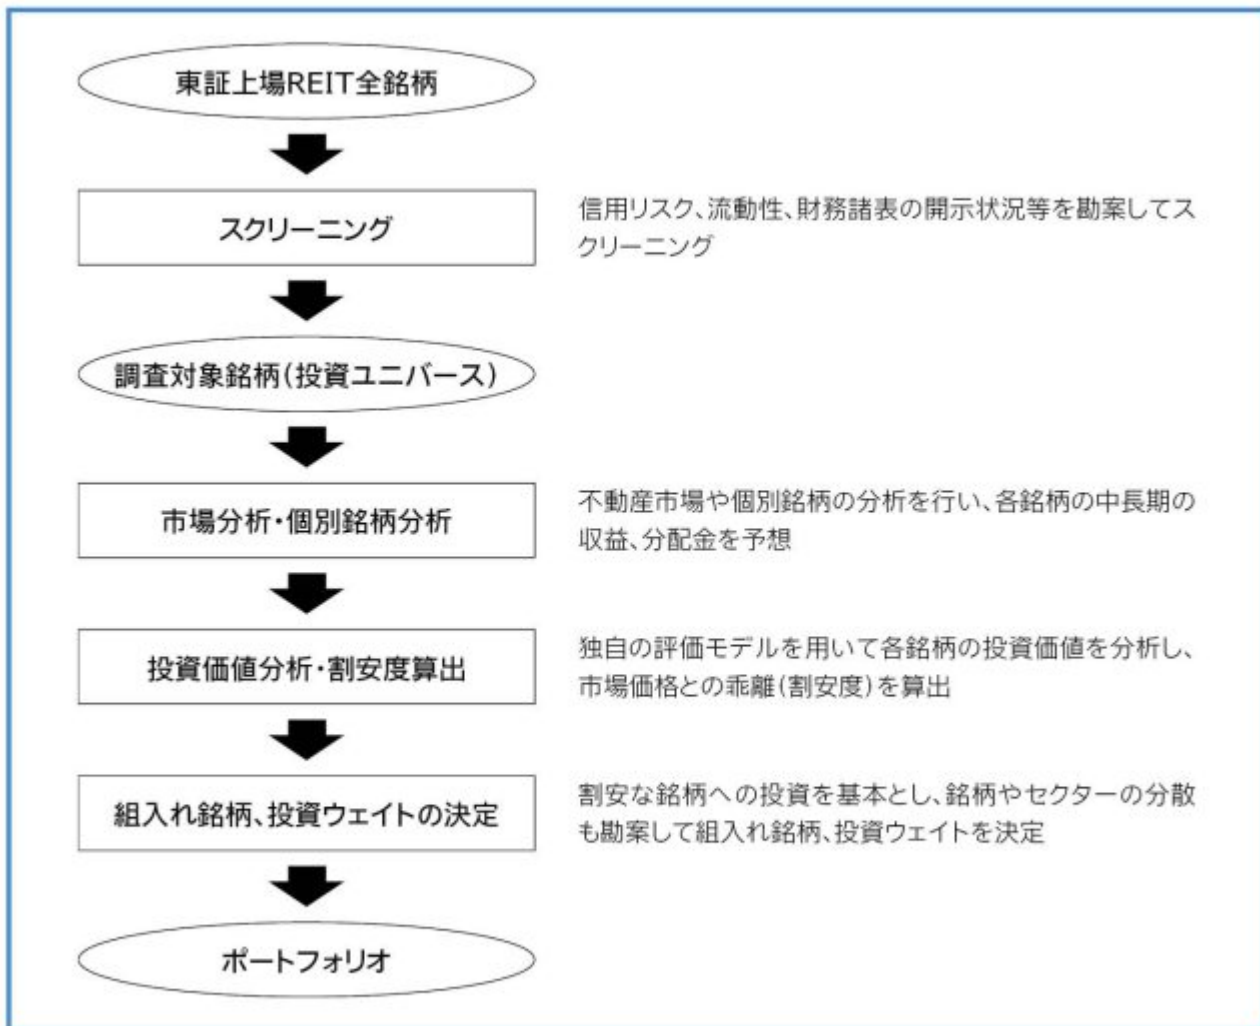 東証上場REIT全銘柄
スクリーニング
信用リスク、流動性、財務諸表の開示状況等を勘案してス
クリーニング
調査対象銘柄(投資ユニバース)
市場分析・個別銘柄分析
不動産市場や個別銘柄の分析を行い、各銘柄の中長期の
収益、分配金を予想
投資価値分析・割安度算出
独自の評価モデルを用いて各銘柄の投資価値を分析し、
市場価格との乖離(割安度)を算出
組入れ銘柄、投資ウェイトの決定
割安な銘柄への投資を基本とし、銘柄やセクターの分散
も勘案して組入れ銘柄、投資ウェイトを決定
ポートフォリオ